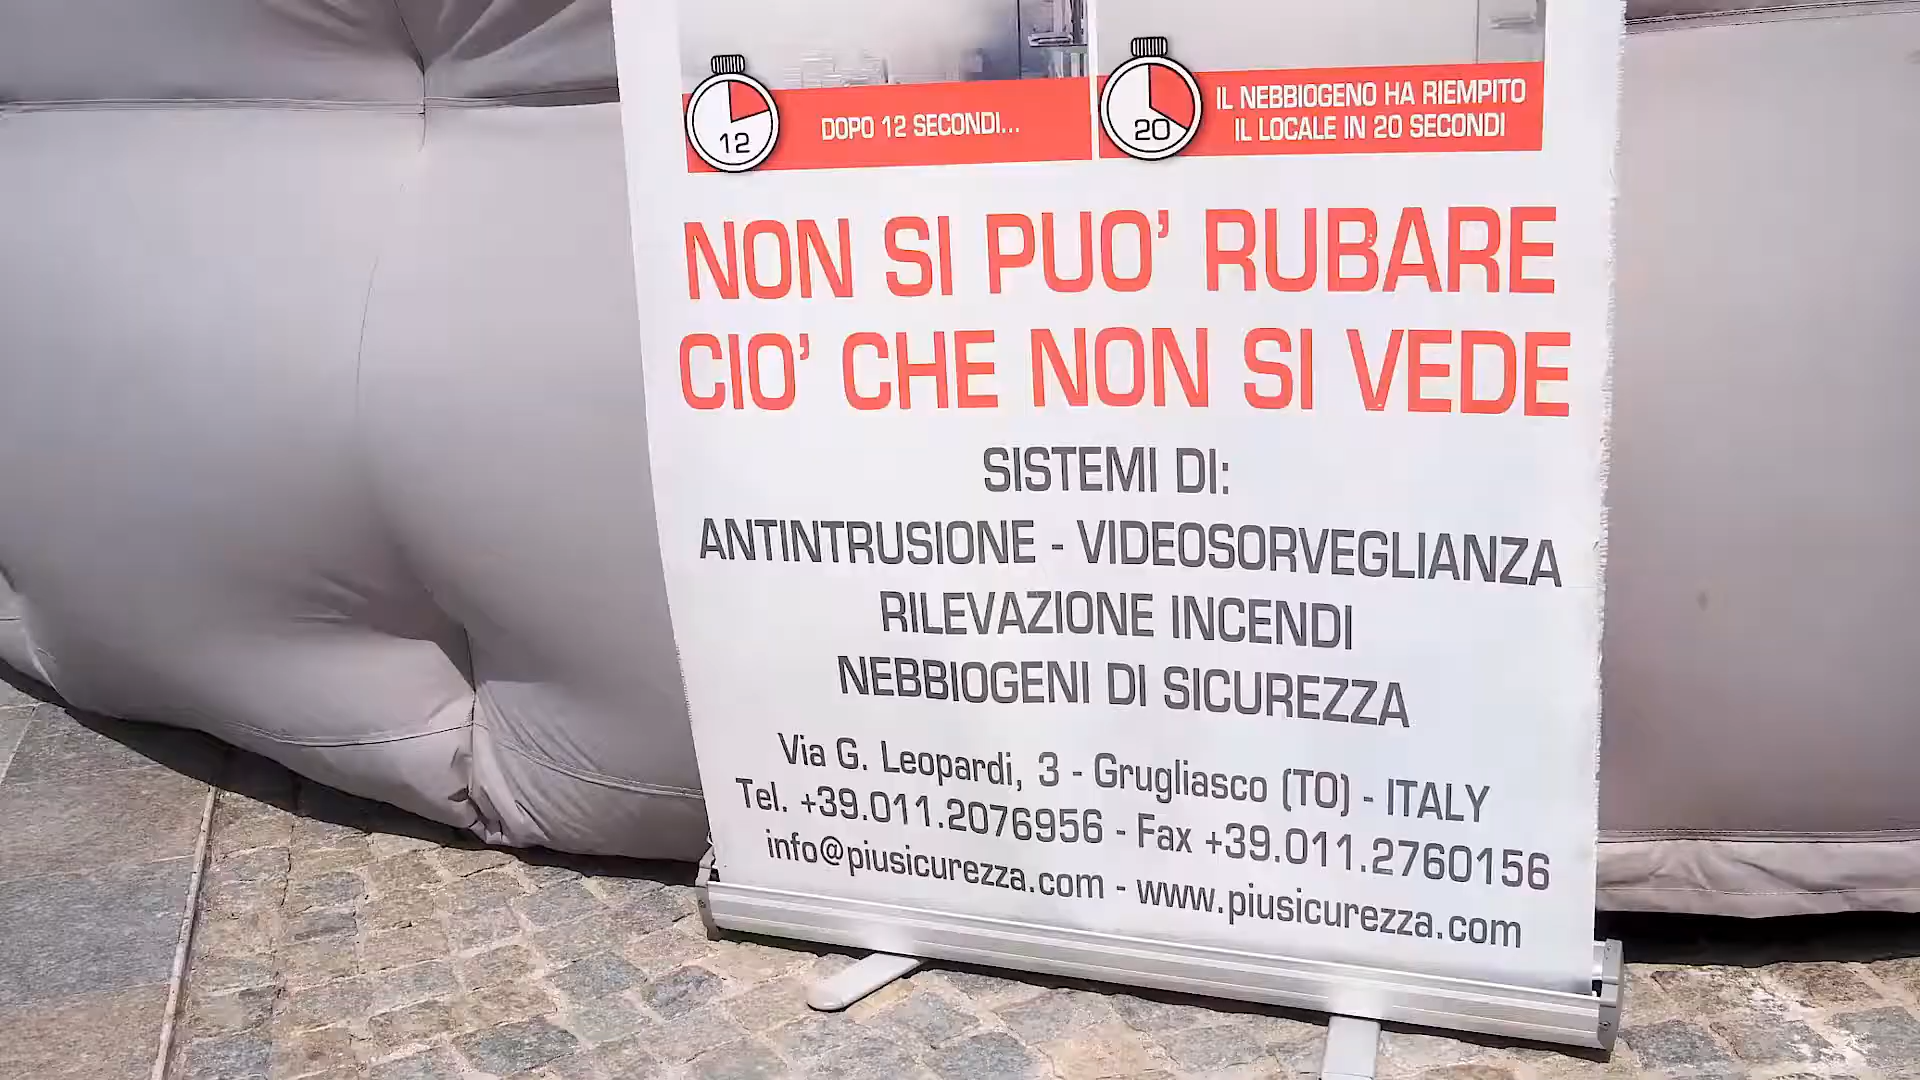 12
DOPO 12 SECONDI...
20
IL NEBBIOGENO HA RIEMPITO
IL LOCALE IN 20 SECONDI
NON SI PUO' RUBARE
CIO' CHE NON SI VEDE
SISTEMI DI:
ANTINTRUSIONE - VIDEOSORVEGLIANZA
RILEVAZIONE INCENDI
NEBBIOGENI DI SICUREZZA
Via G. Leopardi, 3 - Grugliasco (TO) - ITALY
Tel. +39.011.2076956 - Fax +39.011.2760156
info@piusicurezza.com - www.piusicurezza.com